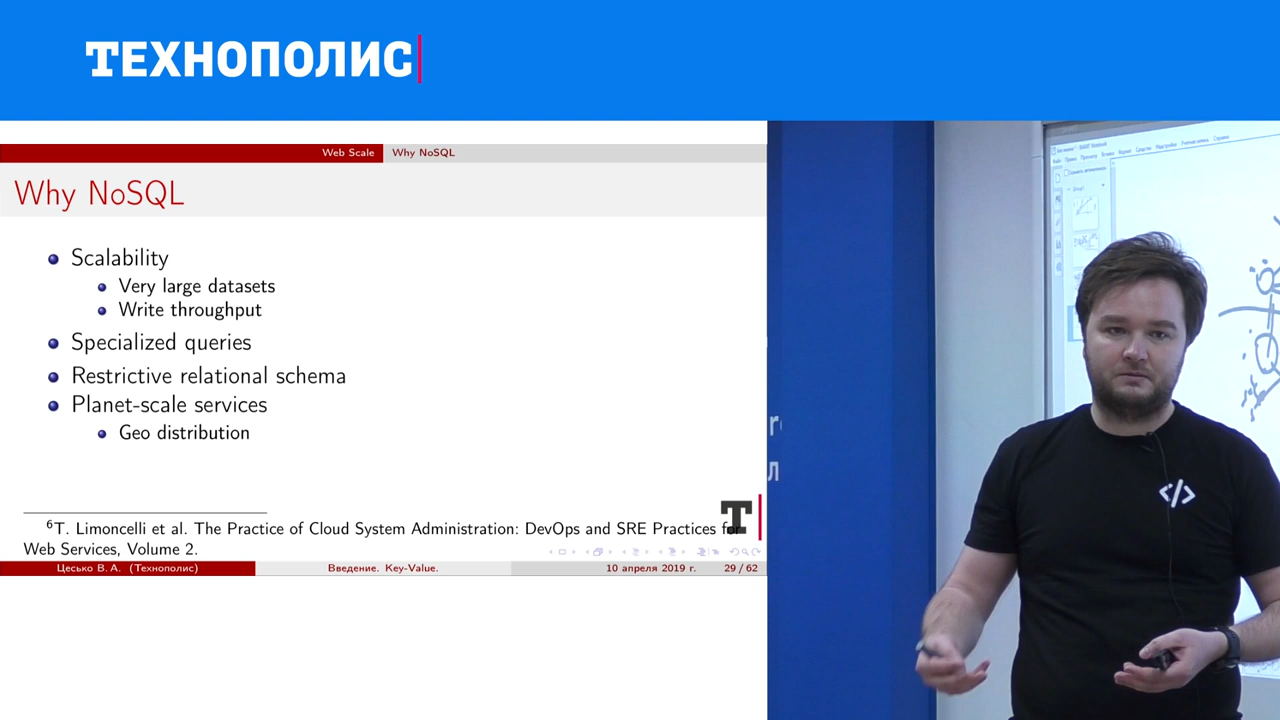 ТЕХНОПОЛИС
Web Scale
Why NoSQL
Why NoSQL
Scalability
Very large datasets
Write throughput
Specialized queries
Restrictive relational schema
Planet-scale services
Geo distribution
6T. Limoncelli et al. The Practice of Cloud System Administration: DevOps and SRE Practices for
Web Services, Volume 2.
T
Цесько В. А. (Технополис)
Введение. Key-Value.
10 апреля 2019 г.
29 / 62